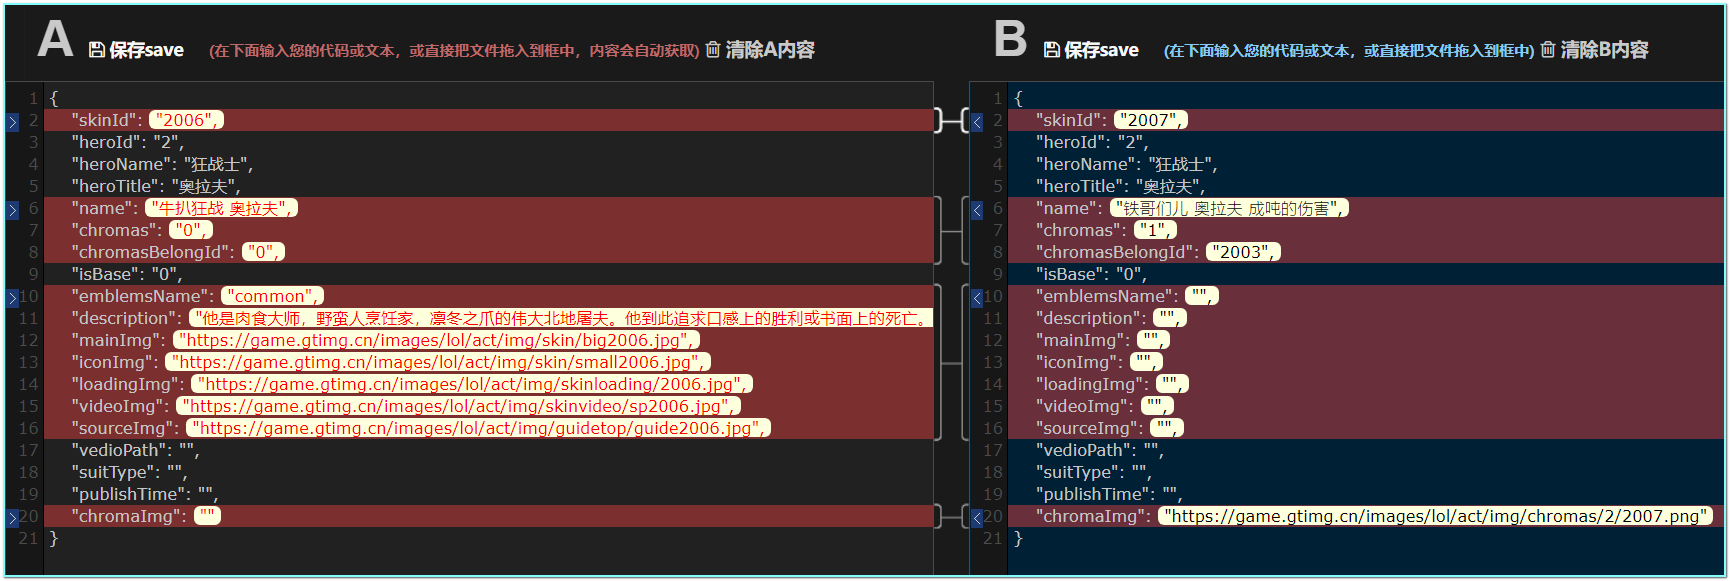 A 保存save (在下面输入您的代码或文本，或直接把文件拖入到框中，内容会自动获取) 清除A内容
1 {
2 "skinId": "2006",
3 "heroId": "2",
4 "heroName": "狂战士",
5 "heroTitle": "奥拉夫",
6 "name": "牛扒狂战 奥拉夫",
7 "chromas": "0",
8 "chromasBelongId": "0",
9 "isBase": "0",
10 "emblemsName": "common",
11 "description": "他是肉食大师，野蛮人烹饪家，凛冬之爪的伟大北地屠夫。他到此追求口感上的胜利或书面上的死亡。
12 "mainImg": "https://game.gtimg.cn/images/lol/act/img/skin/big2006.jpg",
13 "iconImg": "https://game.gtimg.cn/images/lol/act/img/skin/small2006.jpg",
14 "loadingImg": "https://game.gtimg.cn/images/lol/act/img/skinloading/2006.jpg",
15 "videoImg": "https://game.gtimg.cn/images/lol/act/img/skinvideo/sp2006.jpg",
16 "sourceImg": "https://game.gtimg.cn/images/lol/act/img/guidetop/guide2006.jpg",
17 "vedioPath": "",
18 "suitType": "",
19 "publishTime": "",
20 "chromaImg": ""
21 }
B 保存save (在下面输入您的代码或文本，或直接把文件拖入到框中) 清除B内容
1 {
2 "skinId": "2007",
3 "heroId": "2",
4 "heroName": "狂战士",
5 "heroTitle": "奥拉夫",
6 "name": "铁哥们儿 奥拉夫 成吨的伤害",
7 "chromas": "1",
8 "chromasBelongId": "2003",
9 "isBase": "0",
10 "emblemsName": "",
11 "description": "",
12 "mainImg": "",
13 "iconImg": "",
14 "loadingImg": "",
15 "videoImg": "",
16 "sourceImg": "",
17 "vedioPath": "",
18 "suitType": "",
19 "publishTime": "",
20 "chromaImg": "https://game.gtimg.cn/images/lol/act/img/chromas/2/2007.png"
21 }